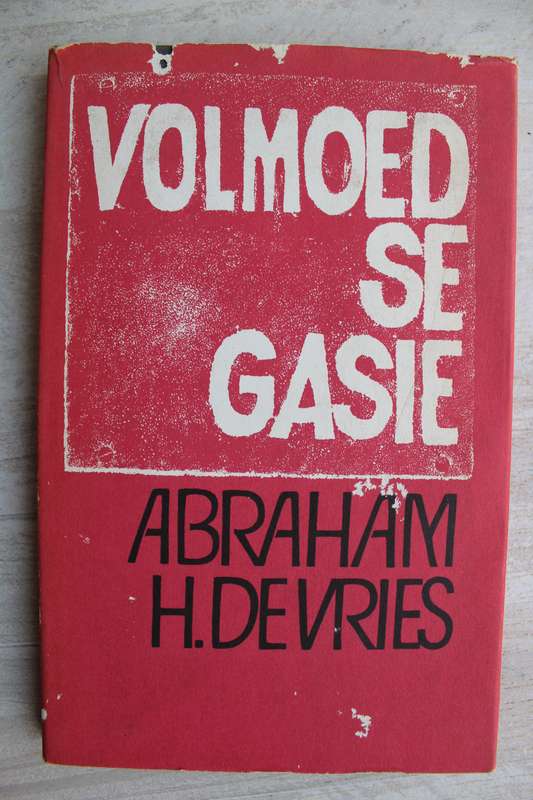 VOLMOED
SE
GASIE
ABRAHAM
H. DE VRIES